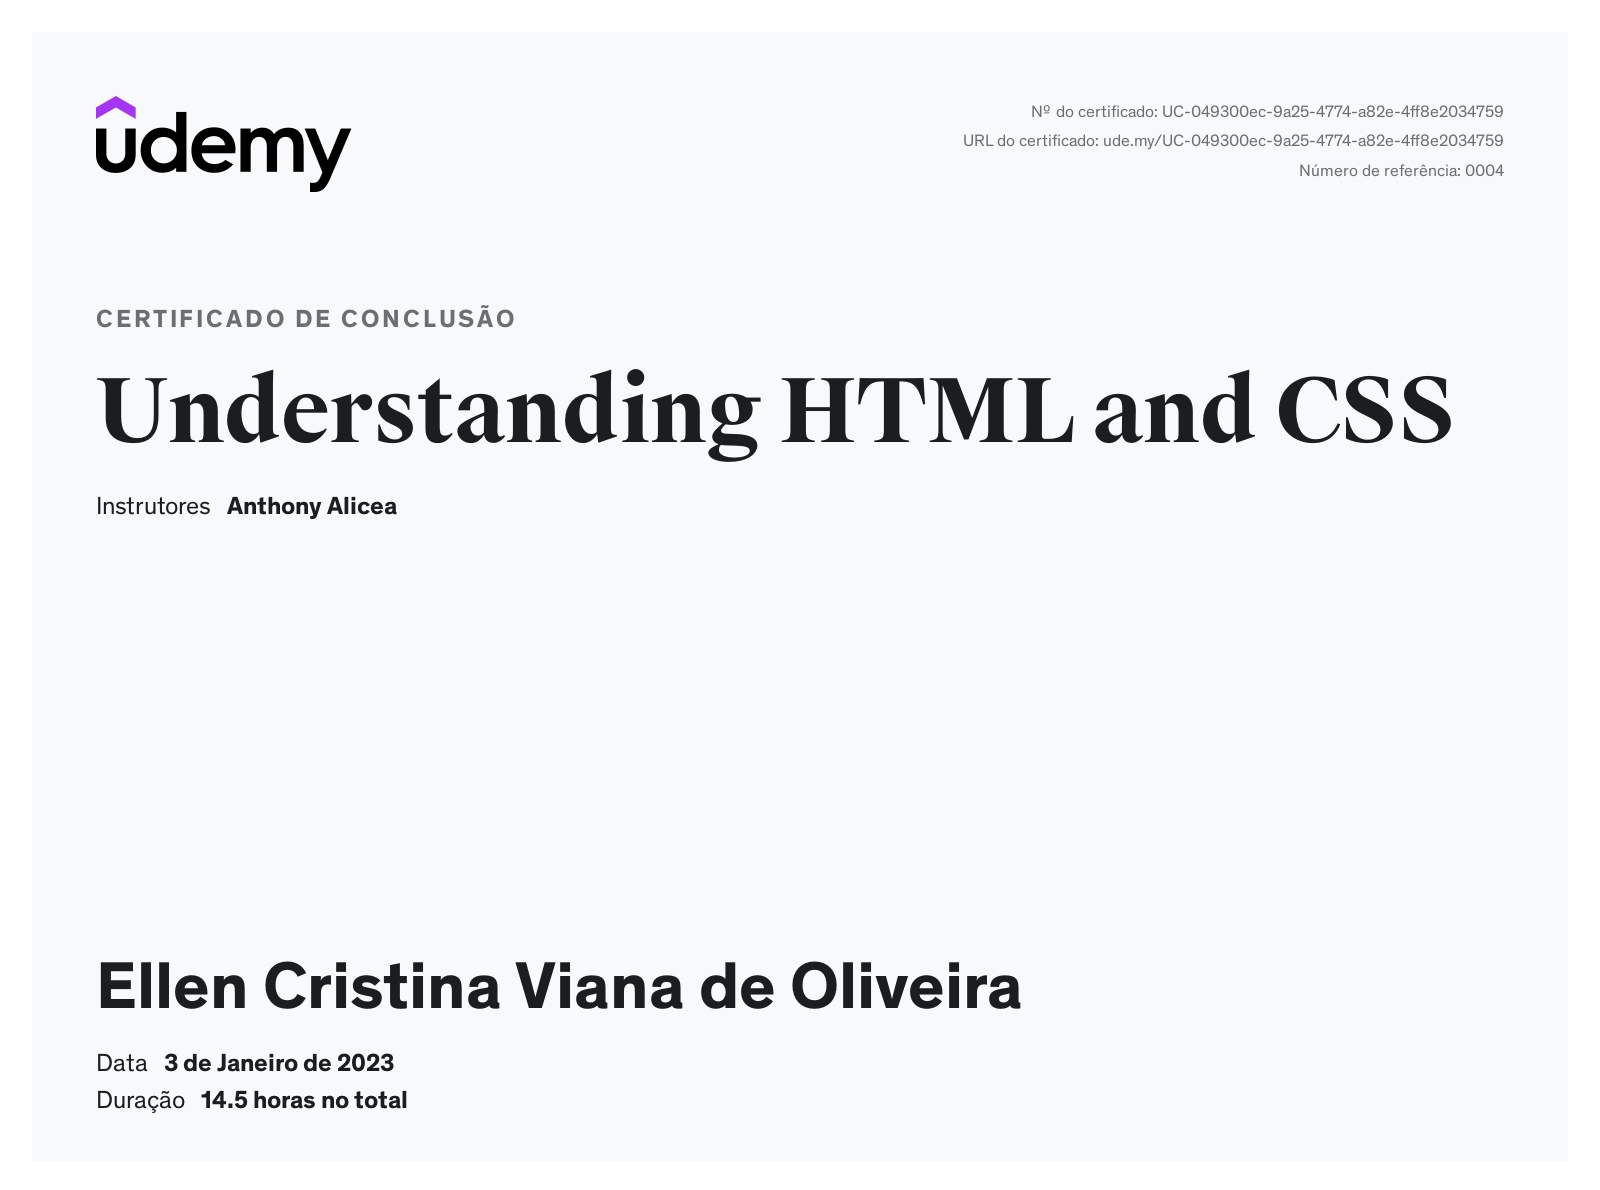 udemy
Nº do certificado: UC-049300ec-9a25-4774-a82e-4ff8e2034759
URL do certificado: ude.my/UC-049300ec-9a25-4774-a82e-4ff8e2034759
Número de referência: 0004
CERTIFICADO DE CONCLUSÃO
Understanding HTML and CSS
Instrutores Anthony Alicea
Ellen Cristina Viana de Oliveira
Data 3 de Janeiro de 2023
Duração 14.5 horas no total